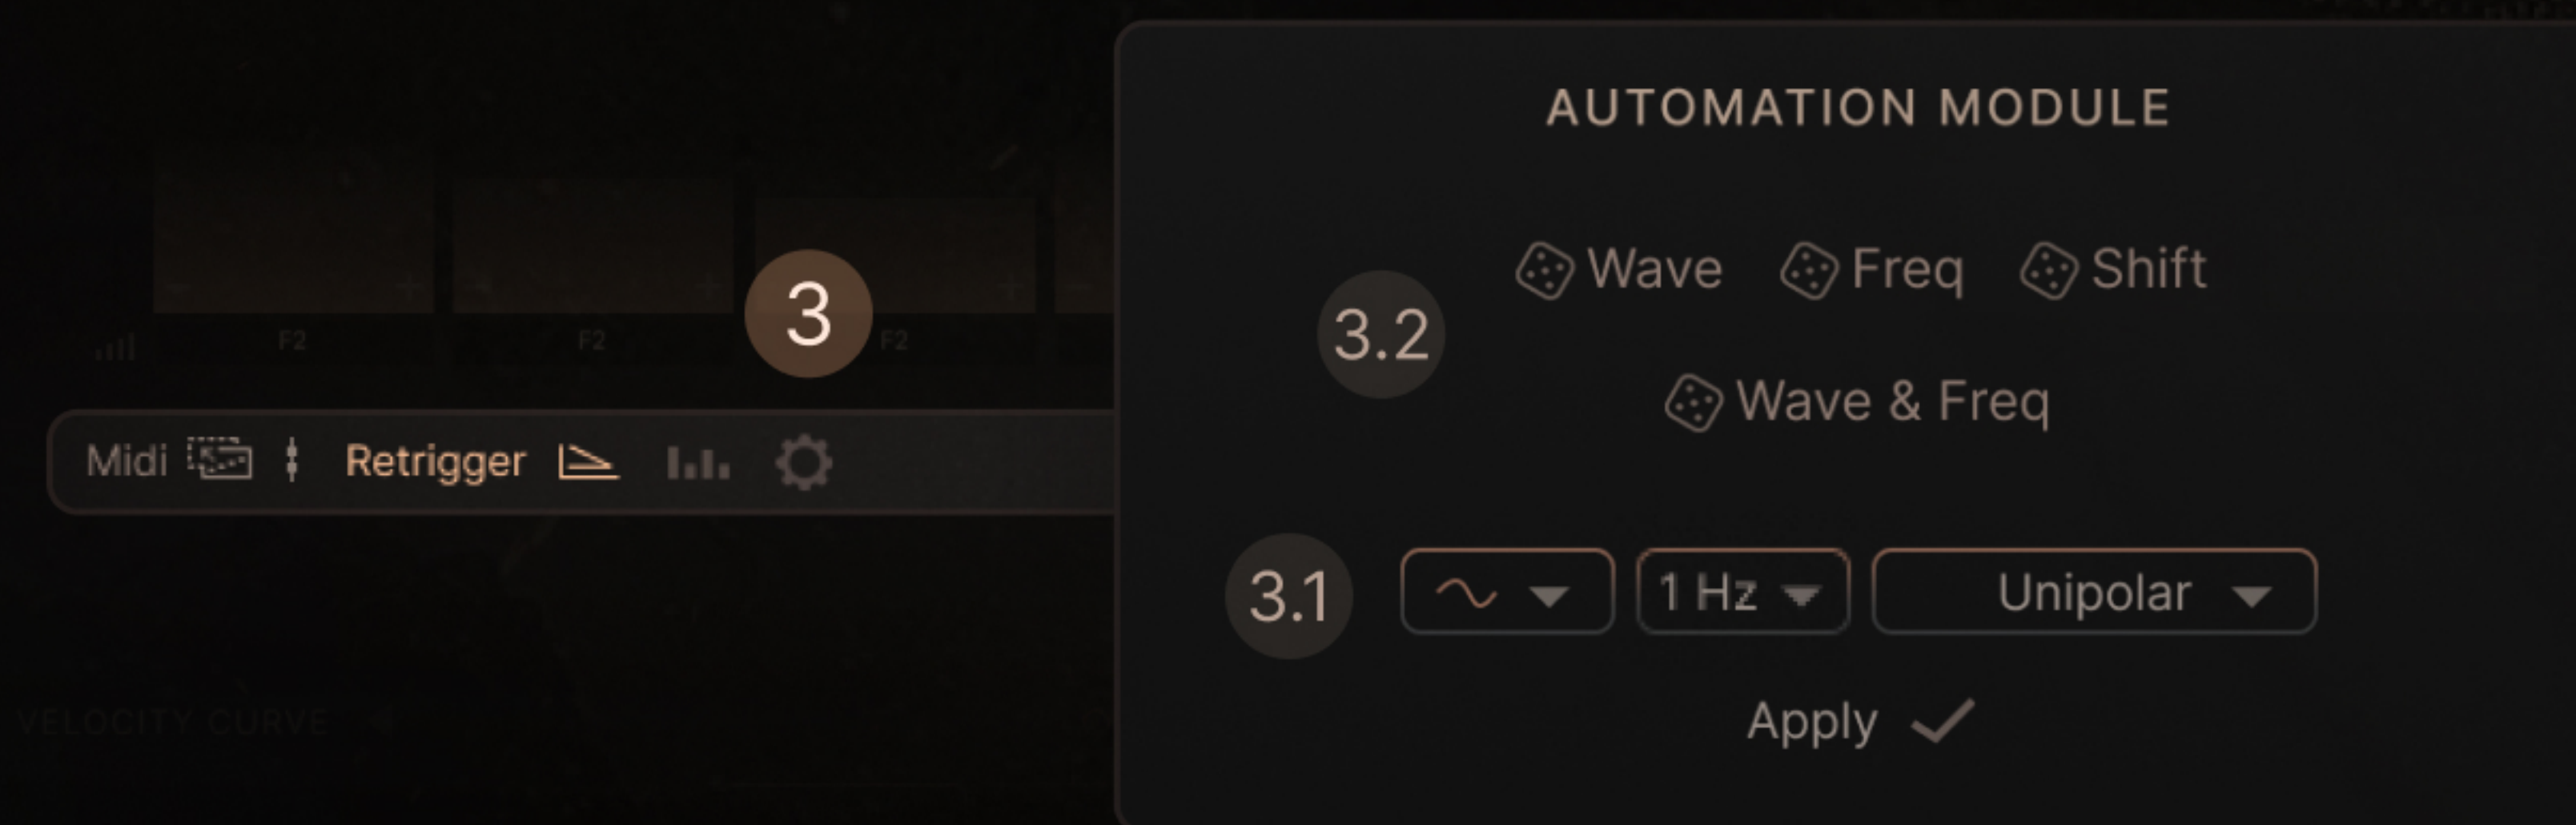 AUTOMATION MODULE
Wave Freq Shift
3.2
Wave & Freq
3
F2 F2 F2
Midi Retrigger
3.1
1 Hz Unipolar
Apply
VELOCITY CURVE